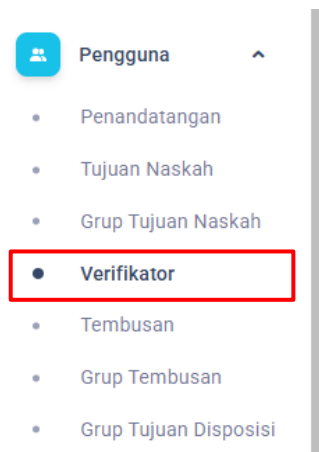 Pengguna
Penandatangan
Tujuan Naskah
Grup Tujuan Naskah
Verifikator
Tembusan
Grup Tembusan
Grup Tujuan Disposisi